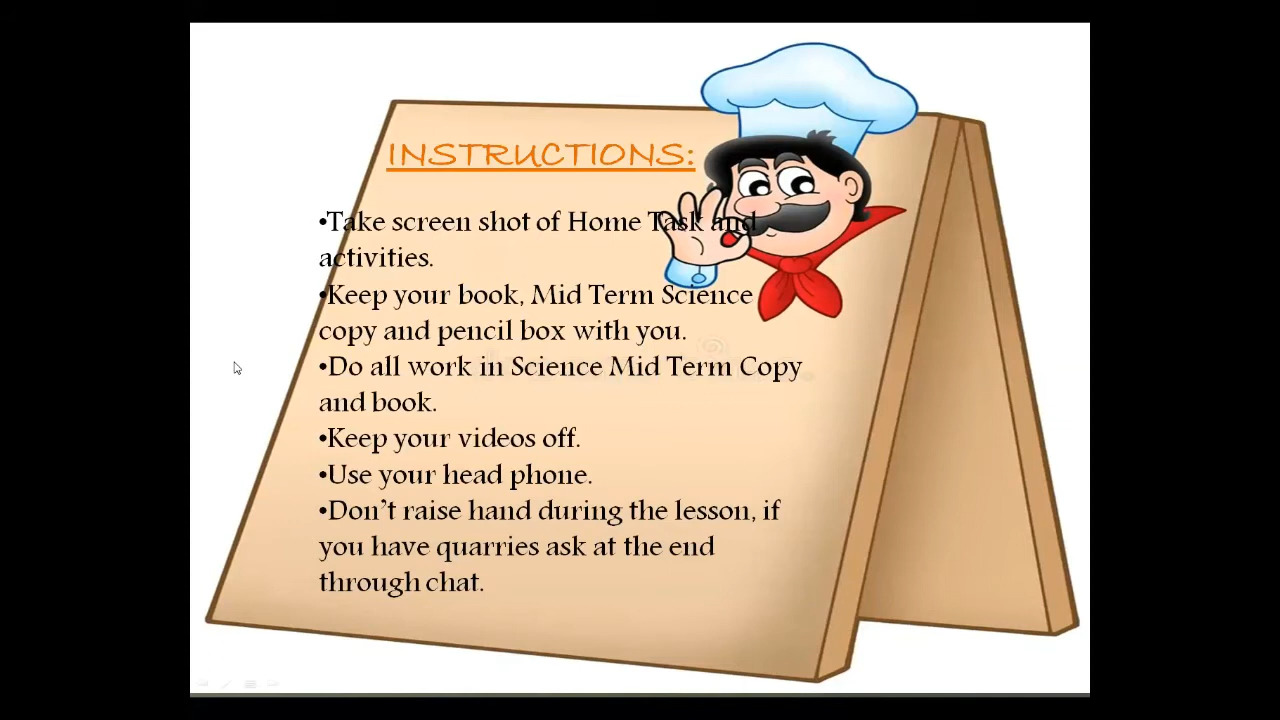 INSTRUCTIONS:
•Take screen shot of Home Task and
activities.
•Keep your book, Mid Term Science
copy and pencil box with you.
•Do all work in Science Mid Term Copy
and book.
•Keep your videos off.
•Use your head phone.
•Don't raise hand during the lesson, if
you have quarries ask at the end
through chat.